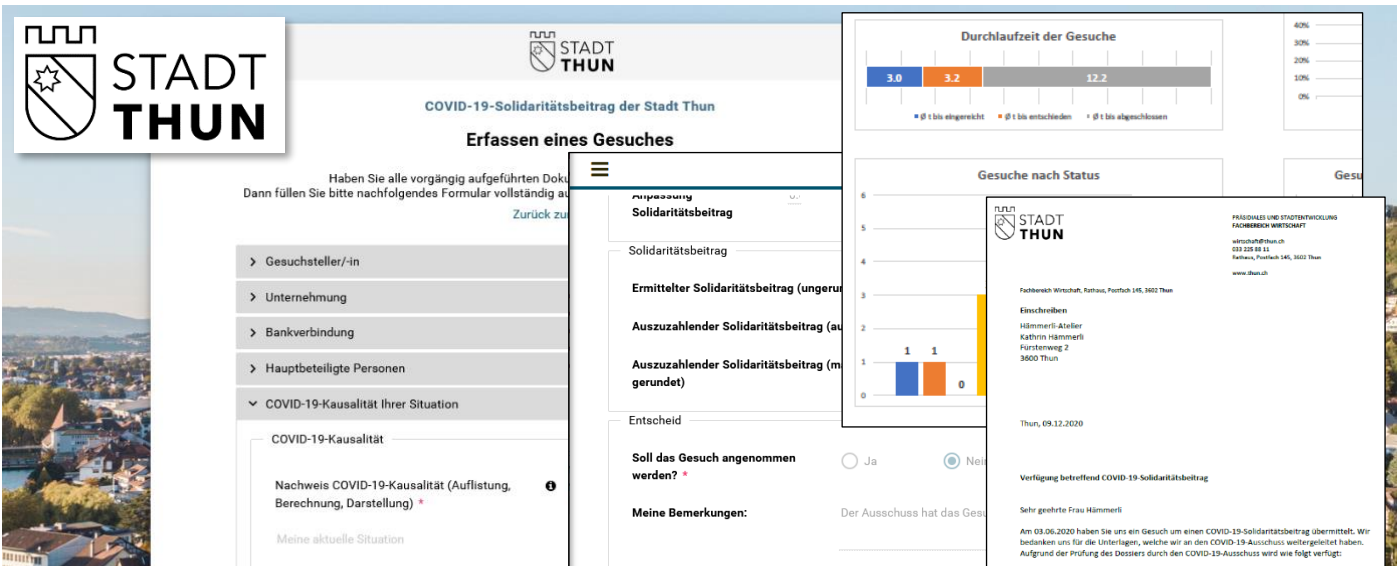 STADT
THUN
STADT
THUN
COVID-19-Solidaritätsbeitrag der Stadt Thun
Erfassen eines Gesuches
Haben Sie alle vorgängig aufgeführten
Dann füllen Sie bitte nachfolgendes Formular vollständig
Zurück
Gesuchsteller/-in
Unternehmung
Bankverbindung
Hauptbeteiligte Personen
COVID-19-Kausalität Ihrer Situation
COVID-19-Kausalität
Nachweis COVID-19-Kausalität (Auflistung,
Berechnung, Darstellung) *
Meine aktuelle Situation
Anpassung
Solidaritätsbeitrag
Solidaritätsbeitrag
Ermittelter Solidaritätsbeitrag
Auszuzahlender Solidaritätsbeitrag
Auszuzahlender Solidaritätsbeitrag
gerundet)
Entscheid
Soll das Gesuch angenommen
werden? *
Ja
Nein
Meine Bemerkungen:
Der Ausschuss hat das
Durchlaufzeit der Gesuche
3.0 3.2 12.2
Ø t bis eingereicht Ø t bis entschieden Ø t bis abgeschlossen
40%
30%
20%
10%
0%
Gesuche nach Status
6
5
4
3
2
1
0
1 1 0
STADT
THUN
PRÄSIDIALES UND STADTENTWICKLUNG
FACHBEREICH WIRTSCHAFT
wirtschaft@thun.ch
033 225 88 11
Rathaus, Postfach 145, 3602 Thun
www.thun.ch
Fachbereich Wirtschaft, Rathaus, Postfach 145, 3602 Thun
Einschreiben
Hämmerli-Atelier
Kathrin Hämmerli
Fürstenweg 2
3600 Thun
Thun, 09.12.2020
Verfügung betreffend COVID-19-Solidaritätsbeitrag
Sehr geehrte Frau Hämmerli
Am 03.06.2020 haben Sie uns ein Gesuch um einen COVID-19-Solidaritätsbeitrag übermittelt. Wir
bedanken uns für die Unterlagen, welche wir an den COVID-19-Ausschuss weitergeleitet haben.
Aufgrund der Prüfung des Dossiers durch den COVID-19-Ausschuss wird wie folgt verfügt: